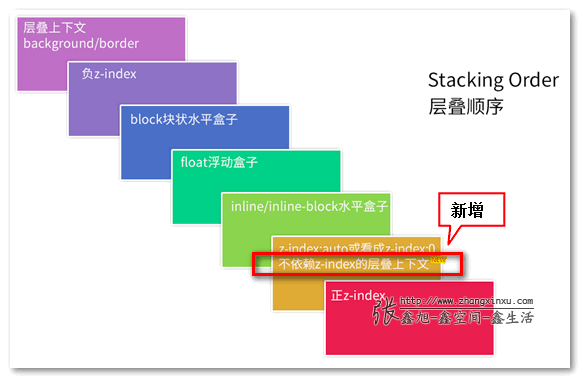 层叠上下文
background/border
负z-index
block块状水平盒子
float浮动盒子
inline/inline-block水平盒子
z-index:auto或看成z-index:0
不依赖z-index的层叠上下文
new
正z-index
Stacking Order
层叠顺序
新增
http://www.zhangxinxu.com
张鑫旭-鑫空间-鑫生活